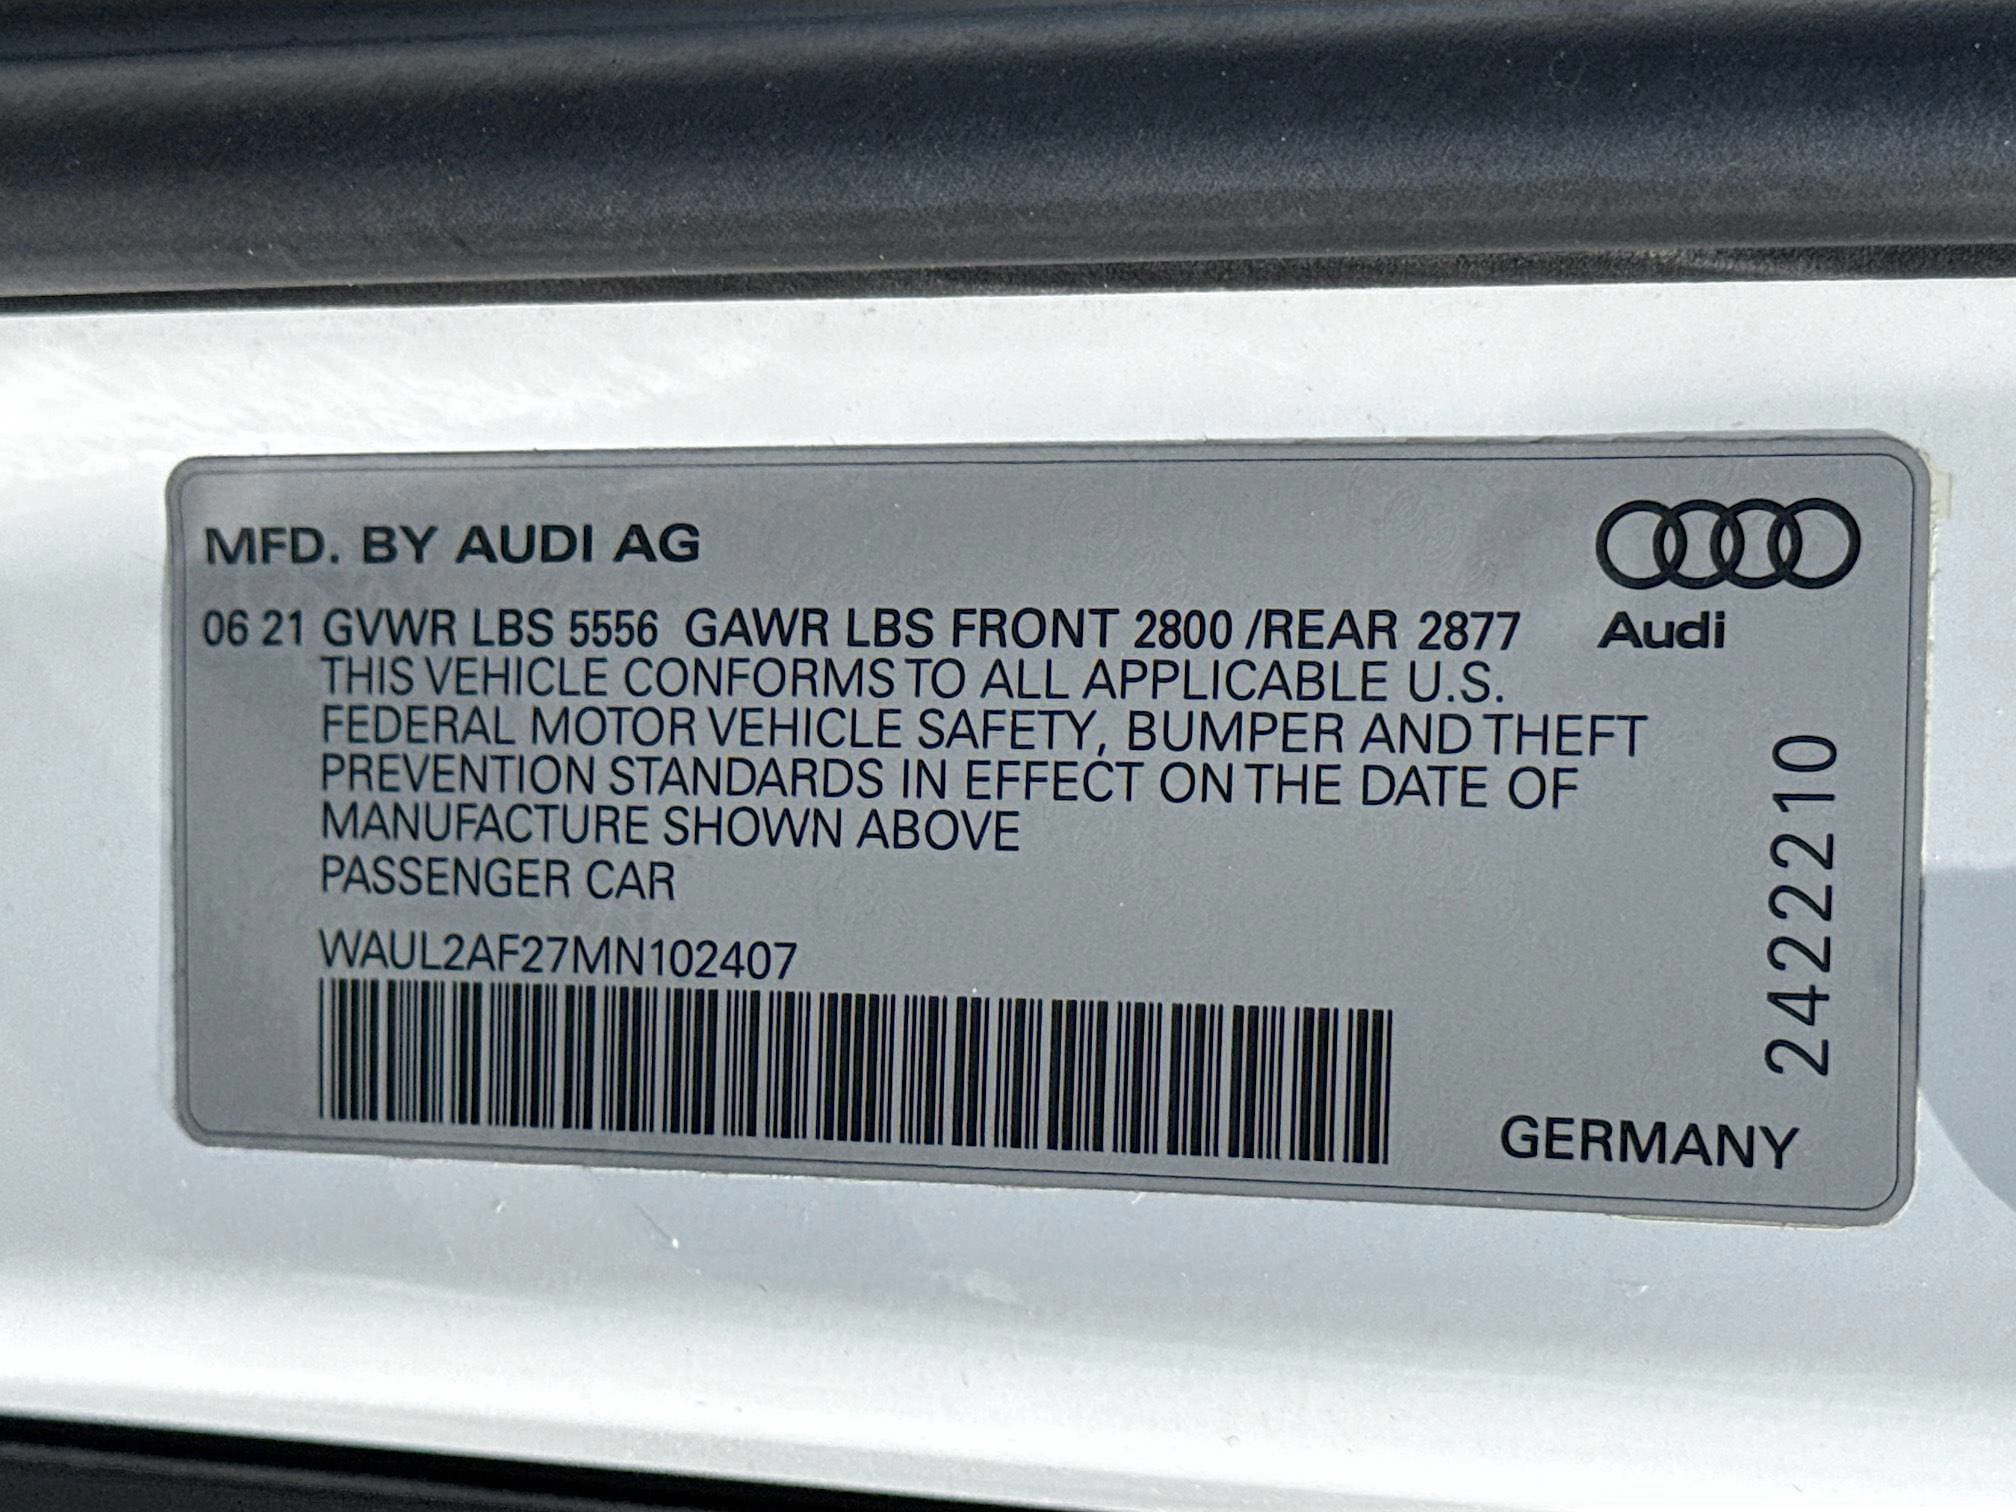 MFD. BY AUDI AG
06 21 GVWR LBS 5556 GAWR LBS FRONT 2800 /REAR 2877
THIS VEHICLE CONFORMS TO ALL APPLICABLE U.S.
FEDERAL MOTOR VEHICLE SAFETY, BUMPER AND THEFT
PREVENTION STANDARDS IN EFFECT ON THE DATE OF
MANUFACTURE SHOWN ABOVE
PASSENGER CAR
WAUL2AF27MN102407
Audi
2422210
GERMANY